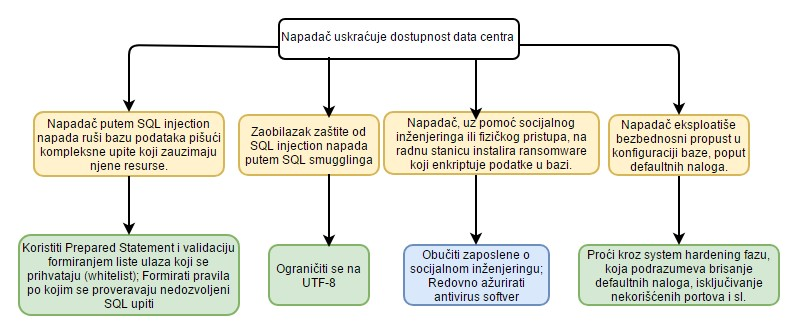 Napadač uskraćuje dostupnost data centra
Napadač putem SQL injection
napada ruši bazu podataka pišući
kompleksne upite koji zauzimaju
njene resurse.
Zaobilazak zaštite od
SQL injection napada
putem SQL smugglinga
Napadač, uz pomoć socijalnog
inženjeringa ili fizičkog pristupa, na
radnu stanicu instalira ransomware
koji enkriptuje podatke u bazi.
Napadač eksploatiše
bezbednosni propust u
konfiguraciji baze, poput
defaultnih naloga.
Koristiti Prepared Statement i validaciju
formiranjem liste ulaza koji se
prihvataju (whitelist); Formirati pravila
po kojim se proveravaju nedozvoljeni
SQL upiti
Ograničiti se na
UTF-8
Obučiti zaposlene o
socijalnom inženjeringu;
Redovno ažurirati
antivirus softver
Proći kroz system hardening fazu,
koja podrazumeva brisanje
defaultnih naloga, isključivanje
nekorišćenih portova i sl.